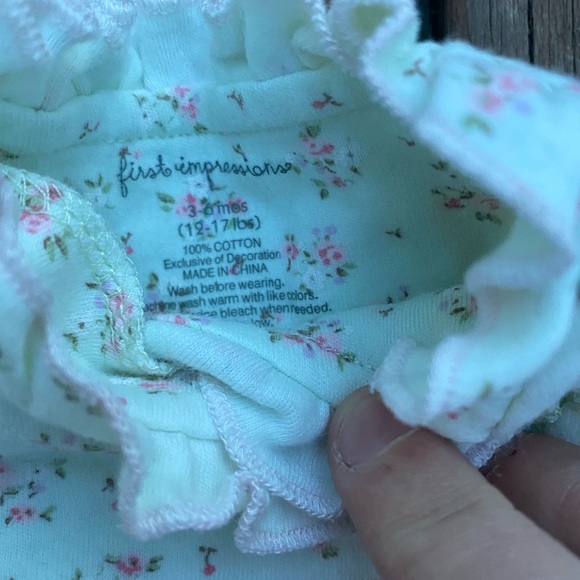 first impressions
3-6 mos
(12-17 lbs)
100% COTTON
Exclusive of Decoration
MADE IN CHINA
Wash before wearing.
wash warm with like colors.
bleach when needed.